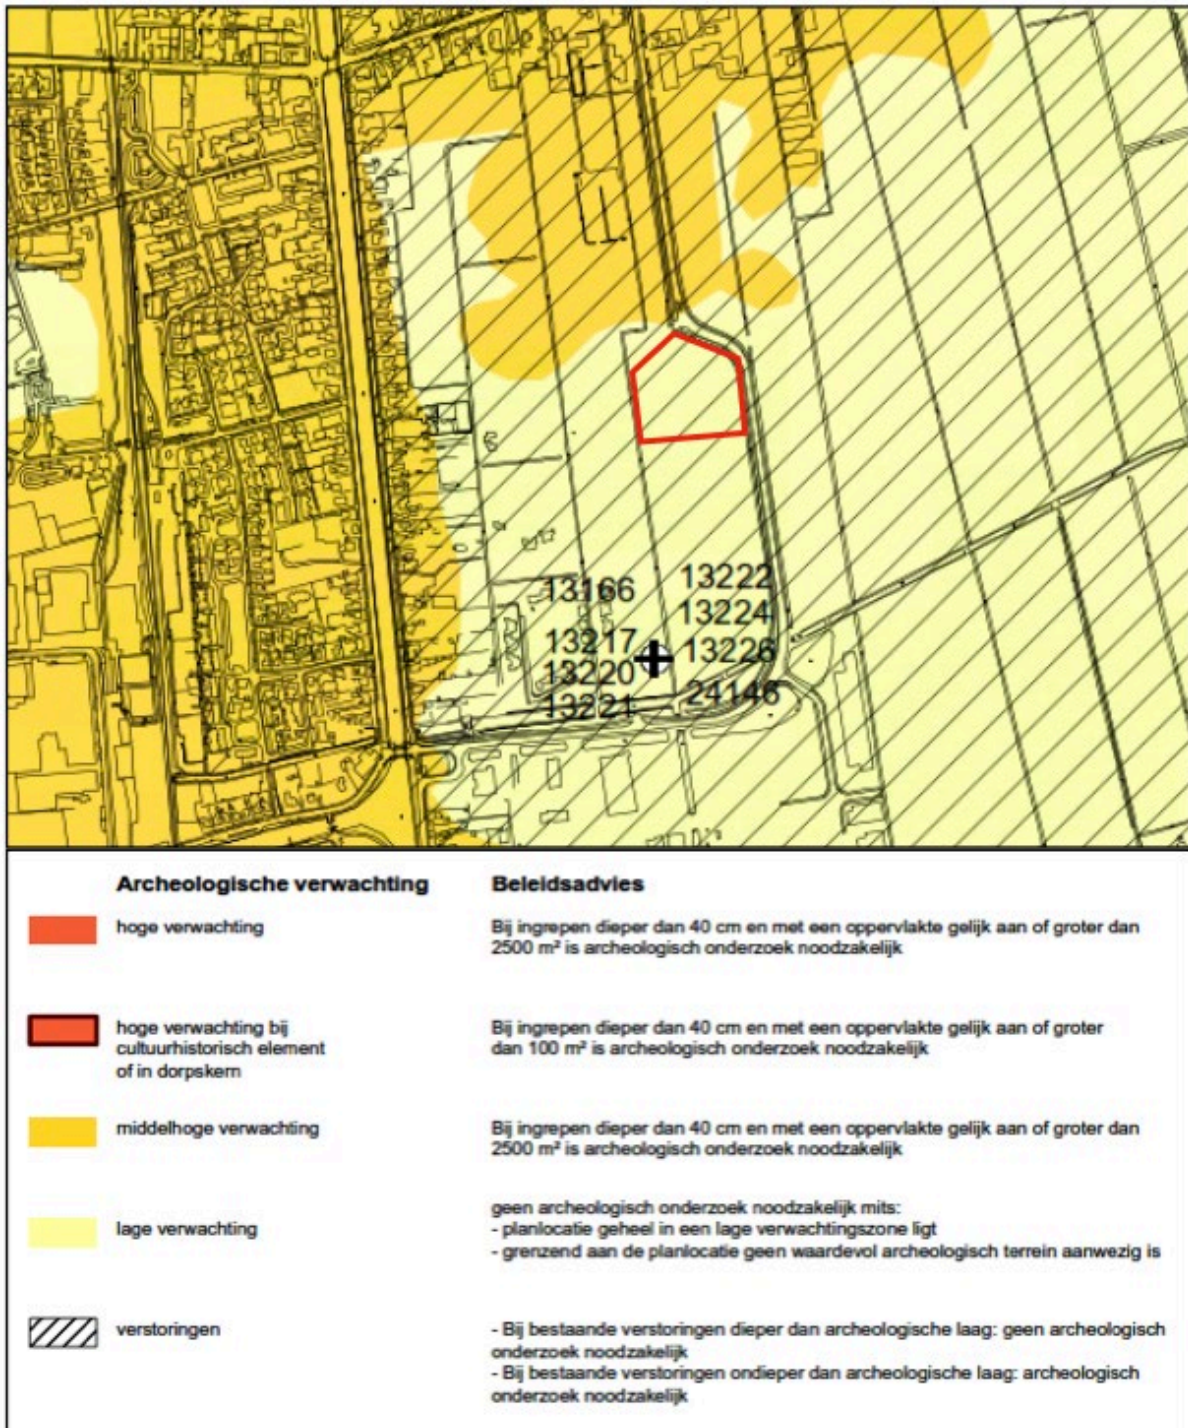 13166
13222
13224
13217
13226
13220
24146
13221
Archeologische verwachting
Beleidsadvies
hoge verwachting
Bij ingrepen dieper dan 40 cm en met een oppervlakte gelijk aan of groter dan
2500 m² is archeologisch onderzoek noodzakelijk
hoge verwachting bij
cultuurhistorisch element
of in dorpskern
Bij ingrepen dieper dan 40 cm en met een oppervlakte gelijk aan of groter
dan 100 m² is archeologisch onderzoek noodzakelijk
middelhoge verwachting
Bij ingrepen dieper dan 40 cm en met een oppervlakte gelijk aan of groter dan
2500 m² is archeologisch onderzoek noodzakelijk
lage verwachting
geen archeologisch onderzoek noodzakelijk mits:
- planlocatie geheel in een lage verwachtingszone ligt
- grenzend aan de planlocatie geen waardevol archeologisch terrein aanwezig is
verstoringen
- Bij bestaande verstoringen dieper dan archeologische laag: geen archeologisch
onderzoek noodzakelijk
- Bij bestaande verstoringen ondieper dan archeologische laag: archeologisch
onderzoek noodzakelijk